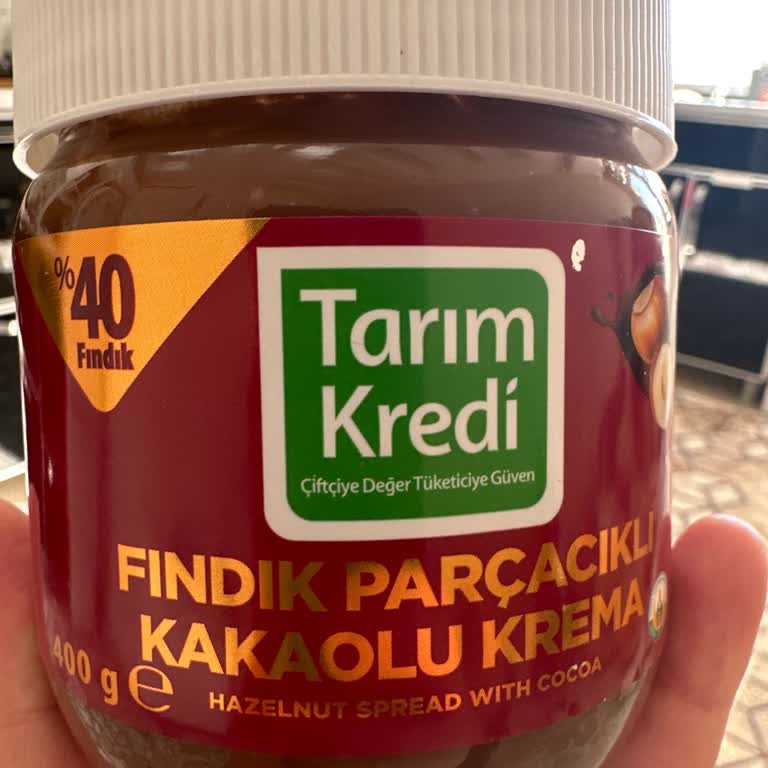 %40
Fındık
Tarım
Kredi
Çiftçiye Değer Tüketiciye Güven
FINDIK PARÇACIKLI
KAKAOLU KREMA
400 g e
HAZELNUT SPREAD WITH COCOA